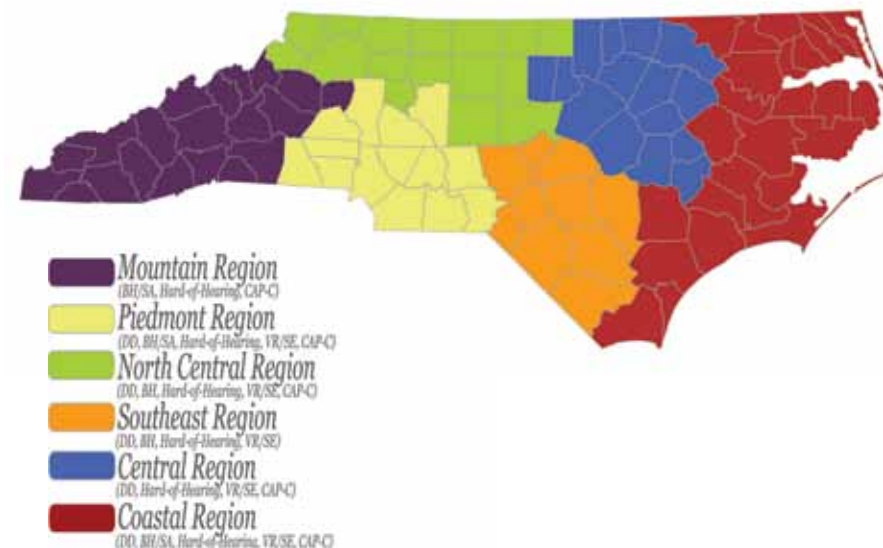 Mountain Region
(BH/SA, Hard-of-Hearing, CAP-C)
Piedmont Region
(DD, BH/SA, Hard-of-Hearing, VR/SE, CAP-C)
North Central Region
(DD, BH, Hard-of-Hearing, VR/SE, CAP-C)
Southeast Region
(DD, BH, Hard-of-Hearing, VR/SE)
Central Region
(DD, Hard-of-Hearing, VR/SE, CAP-C)
Coastal Region
(DD, BH/SA, Hard-of-Hearing, VR/SE, CAP-C)